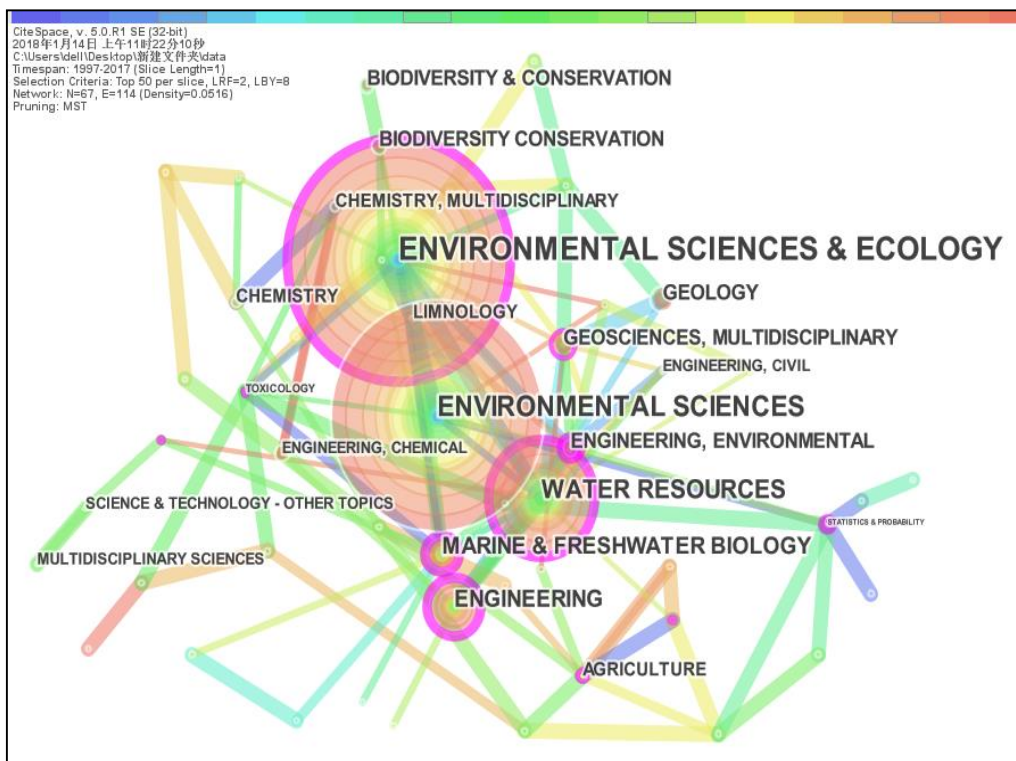 CiteSpace, v. 5.0.R1 SE (32-bit)
2018年1月14日 上午11时22分10秒
C:\Users\dell\Desktop\新建文件夹\data
Timespan: 1997-2017 (Slice Length=1)
Selection Criteria: Top 50 per slice, LRF=2, LBY=8
Network: N=67, E=114 (Density=0.0516)
Pruning: MST
BIODIVERSITY & CONSERVATION
BIODIVERSITY CONSERVATION
CHEMISTRY, MULTIDISCIPLINARY
ENVIRONMENTAL SCIENCES & ECOLOGY
CHEMISTRY
GEOLOGY
LIMNOLOGY
GEOSCIENCES, MULTIDISCIPLINARY
ENGINEERING, CIVIL
TOXICOLOGY
ENVIRONMENTAL SCIENCES
ENGINEERING, CHEMICAL
ENGINEERING, ENVIRONMENTAL
WATER RESOURCES
SCIENCE & TECHNOLOGY - OTHER TOPICS
STATISTICS & PROBABILITY
MARINE & FRESHWATER BIOLOGY
MULTIDISCIPLINARY SCIENCES
ENGINEERING
AGRICULTURE